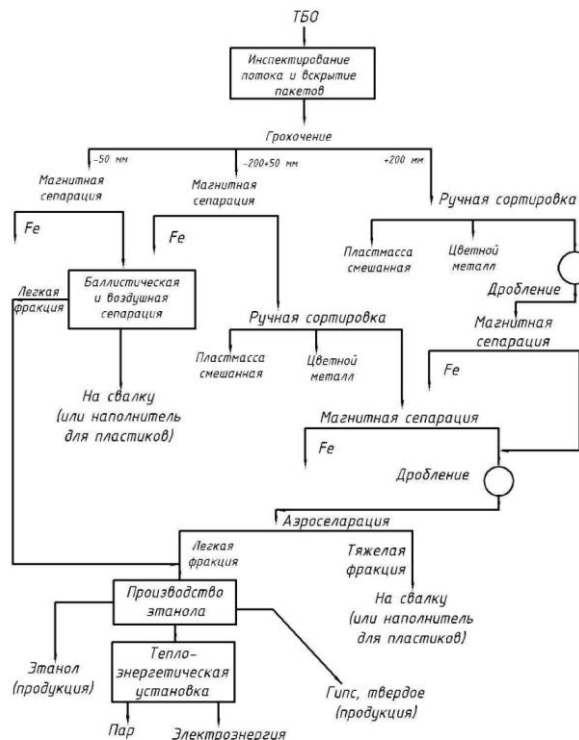 ТБО
Инспектирование
потока и вскрытие
пакетов
Грохочение
-50 мм
-200+50 мм
+200 мм
Магнитная
сепарация
Магнитная
сепарация
Ручная сортировка
Fe
Fe
Пластмасса
смешанная
Цветной
металл
Дробление
Легкая
фракция
Баллистическая
и воздушная
сепарация
Магнитная
сепарация
Ручная сортировка
Пластмасса
смешанная
Цветной
металл
Fe
На свалку
(или наполнитель
для пластиков)
Магнитная сепарация
Fe
Дробление
Аэроселарация
Легкая
фракция
Тяжелая
фракция
Производство
этанола
На свалку
(или наполнитель
для пластиков)
Этанол
(продукция)
Тепло-
энергетическая
установка
Гипс, твердое
(продукция)
Пар
Электроэнергия